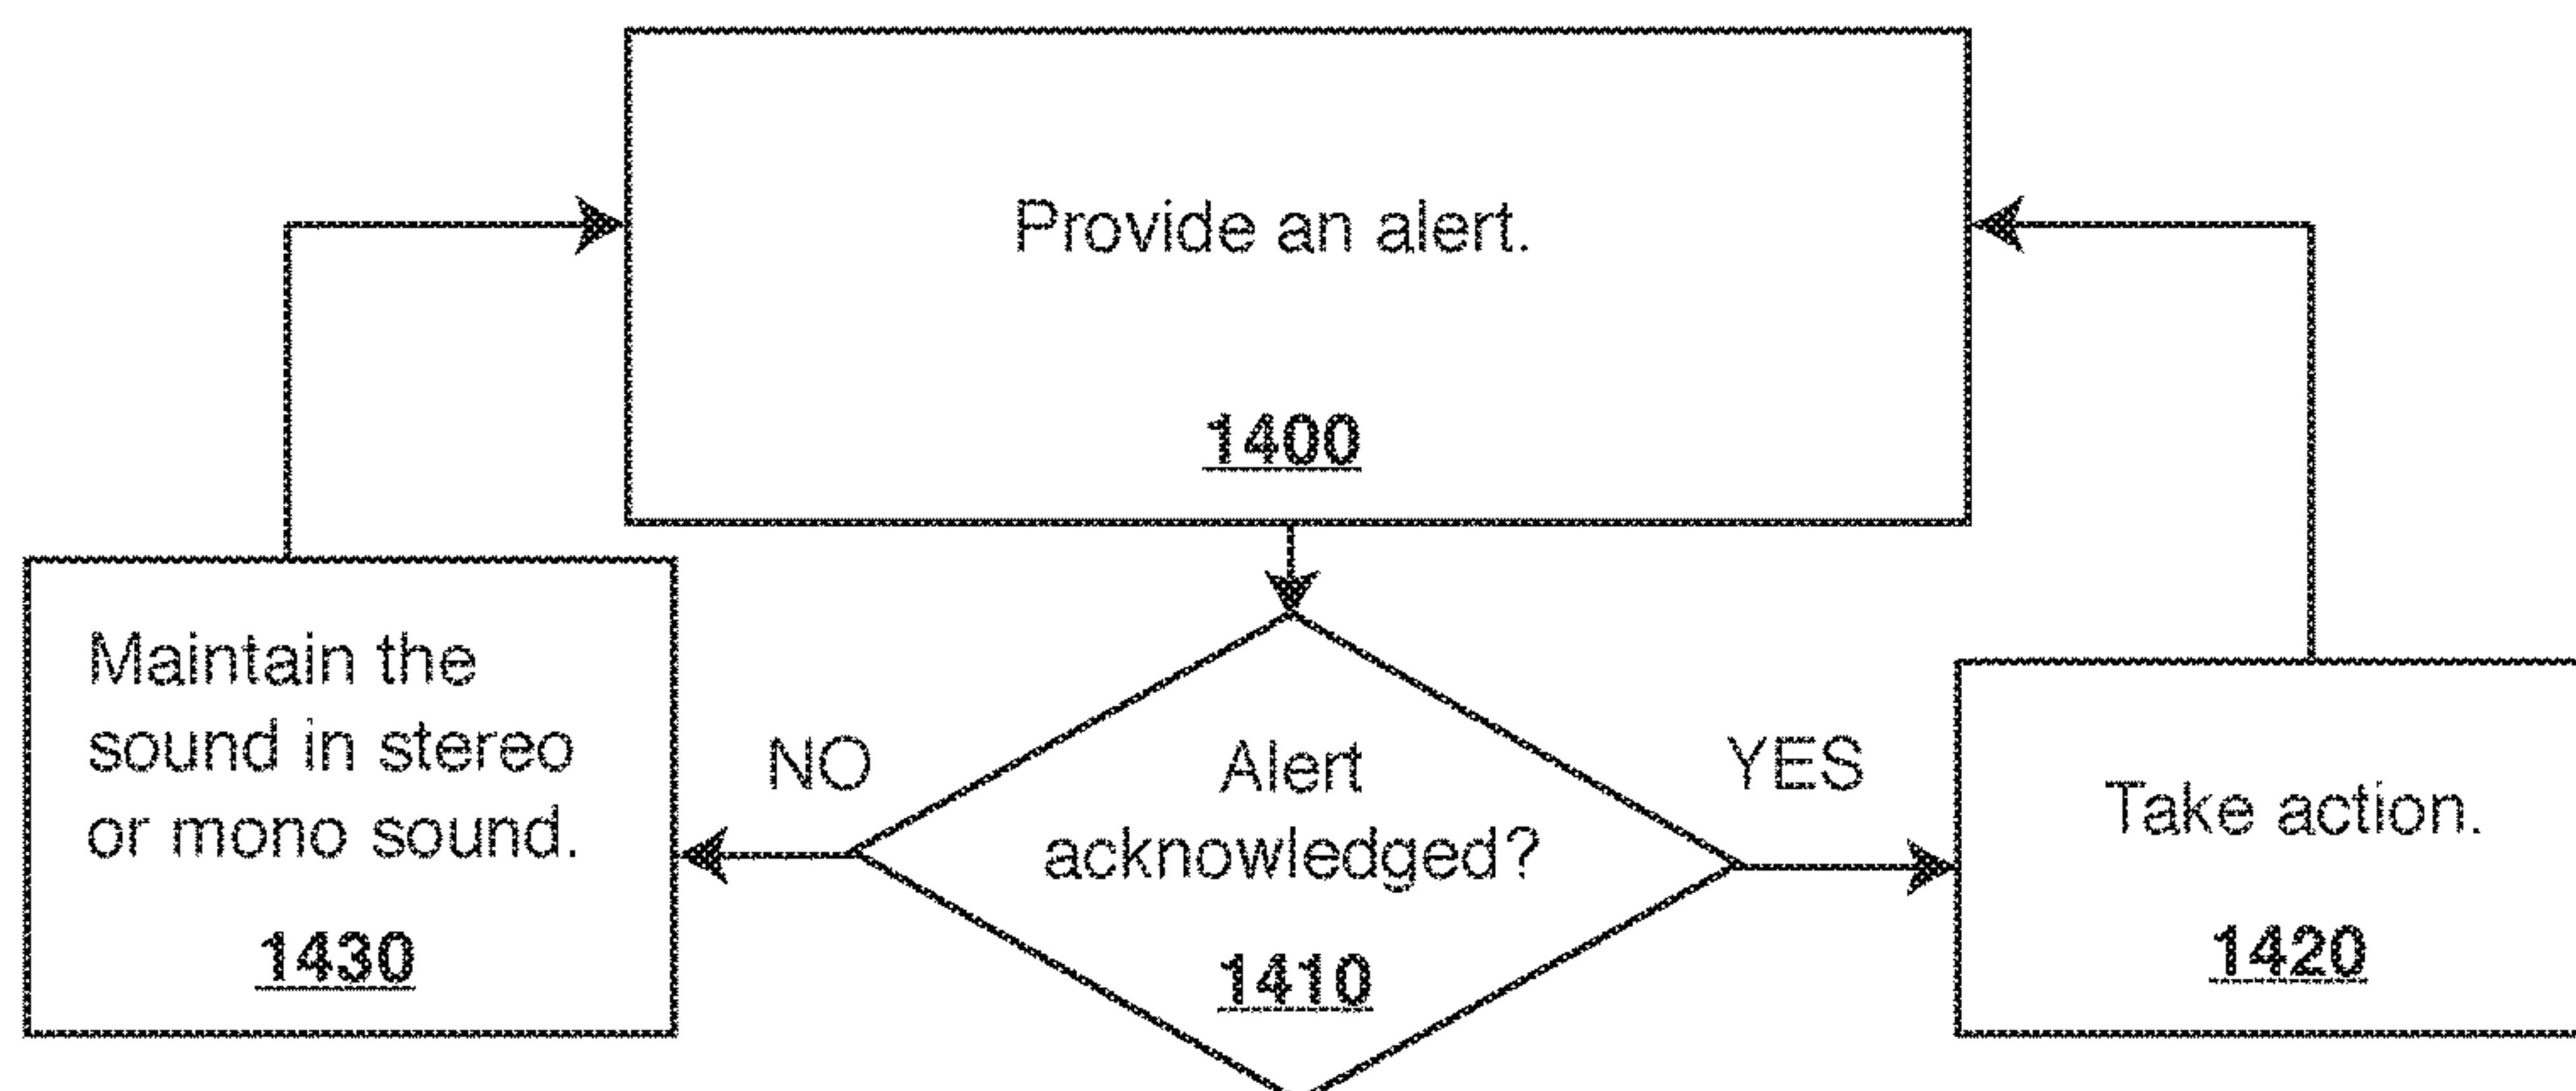 Provide an alert.
1400
Maintain the
sound in stereo
or mono sound.
1430
NO
Alert
acknowledged?
1410
YES
Take action.
1420